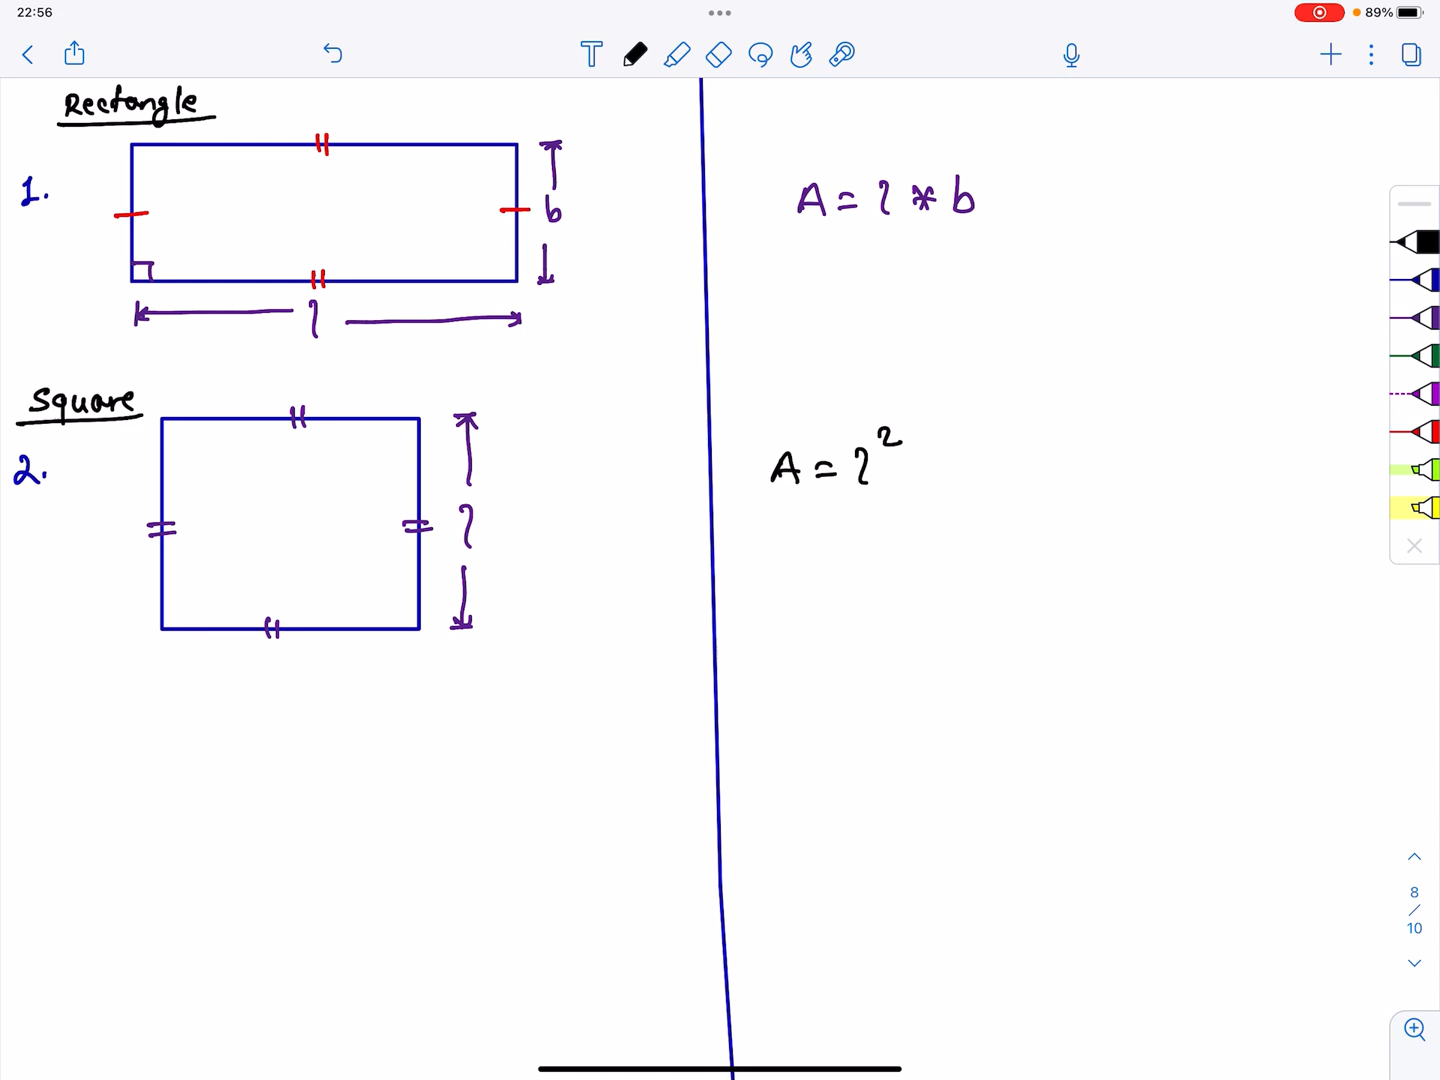 22:56
89%
Rectangle
1.
b
l
A = l * b
Square
2.
l
A = l²
8
/
10